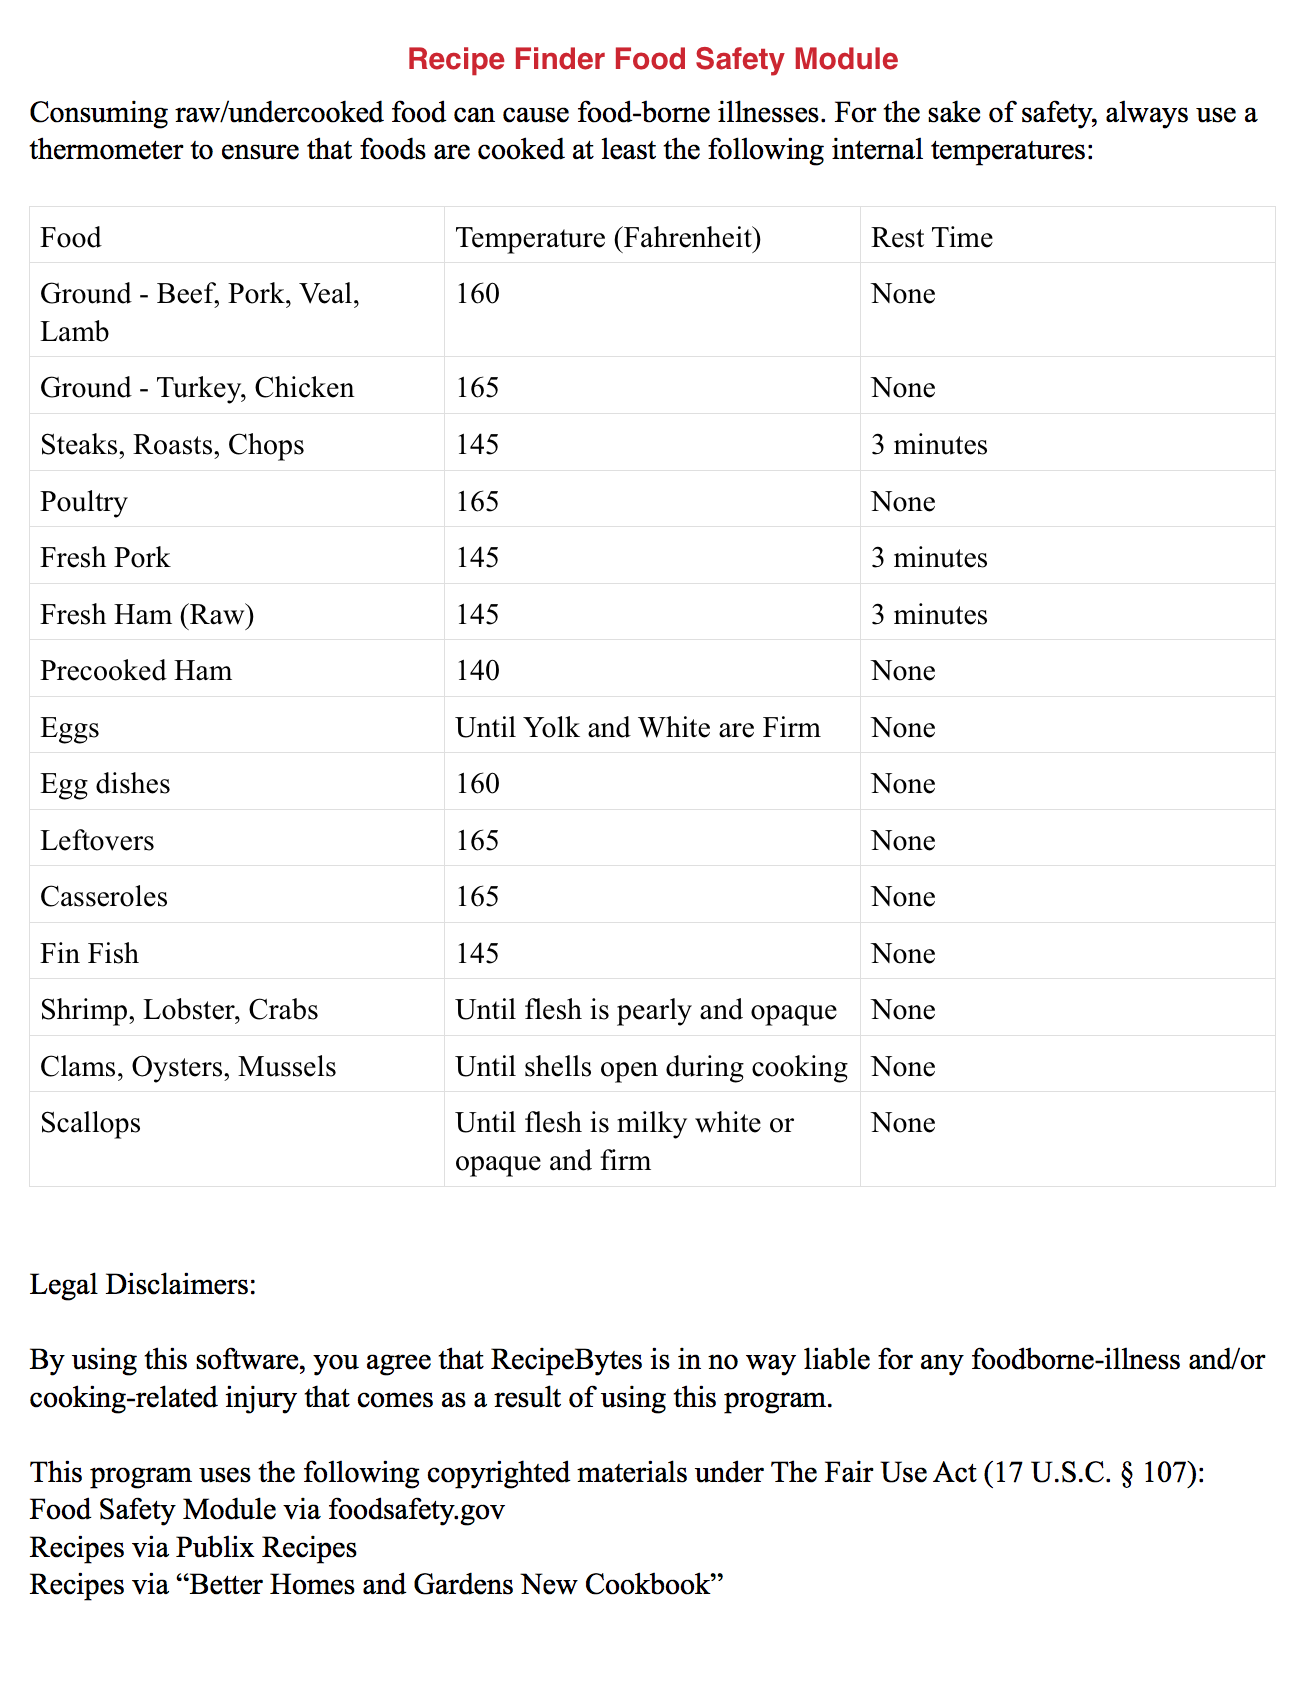 Recipe Finder Food Safety Module
Consuming raw/undercooked food can cause food-borne illnesses. For the sake of safety, always use a
thermometer to ensure that foods are cooked at least the following internal temperatures:
Food Temperature (Fahrenheit) Rest Time
Ground - Beef, Pork, Veal, 160 None
Lamb
Ground - Turkey, Chicken 165 None
Steaks, Roasts, Chops 145 3 minutes
Poultry 165 None
Fresh Pork 145 3 minutes
Fresh Ham (Raw) 145 3 minutes
Precooked Ham 140 None
Eggs Until Yolk and White are Firm None
Egg dishes 160 None
Leftovers 165 None
Casseroles 165 None
Fin Fish 145 None
Shrimp, Lobster, Crabs Until flesh is pearly and opaque None
Clams, Oysters, Mussels Until shells open during cooking None
Scallops Until flesh is milky white or None
opaque and firm
Legal Disclaimers:
By using this software, you agree that RecipeBytes is in no way liable for any foodborne-illness and/or
cooking-related injury that comes as a result of using this program.
This program uses the following copyrighted materials under The Fair Use Act (17 U.S.C. § 107):
Food Safety Module via foodsafety.gov
Recipes via Publix Recipes
Recipes via “Better Homes and Gardens New Cookbook”